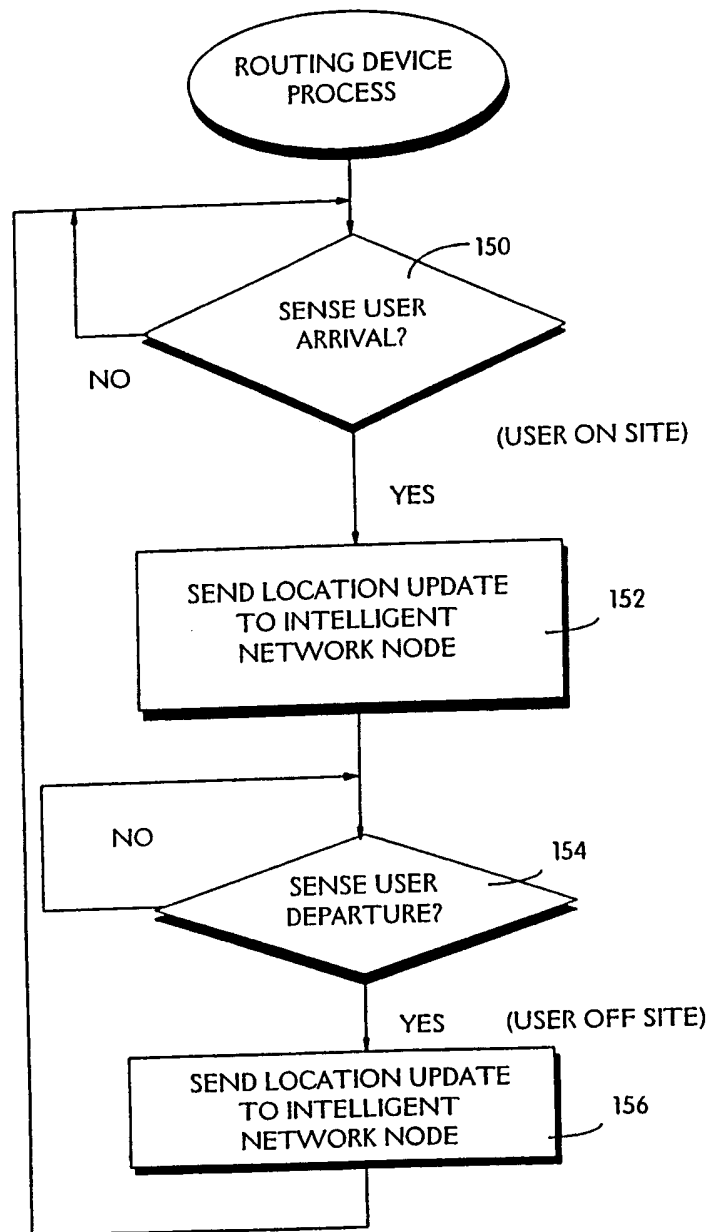 ROUTING DEVICE
PROCESS
150
SENSE USER
ARRIVAL?
NO
(USER ON SITE)
YES
SEND LOCATION UPDATE
TO INTELLIGENT
NETWORK NODE
152
NO
154
SENSE USER
DEPARTURE?
YES (USER OFF SITE)
SEND LOCATION UPDATE
TO INTELLIGENT
NETWORK NODE
156